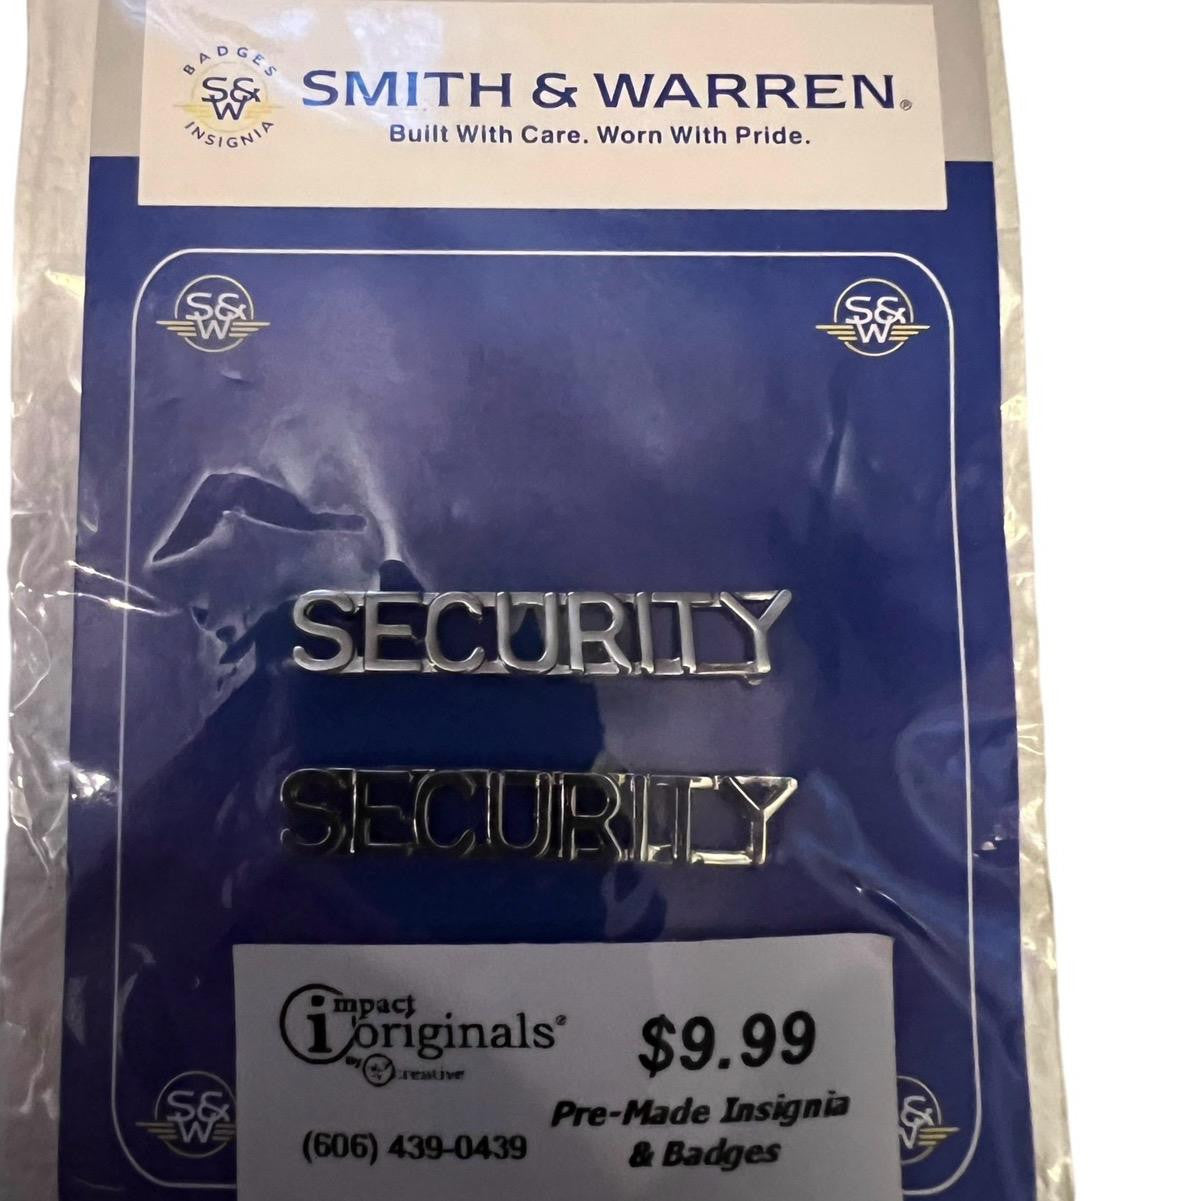 BADGES
S&
W
INSIGNIA
SMITH & WARREN®
Built With Care. Worn With Pride.
S&
W
S&
W
SECURITY
SECURITY
impact
originals®
by creative
$9.99
Pre-Made Insignia
& Badges
(606) 439-0439
S&
W
S&
W